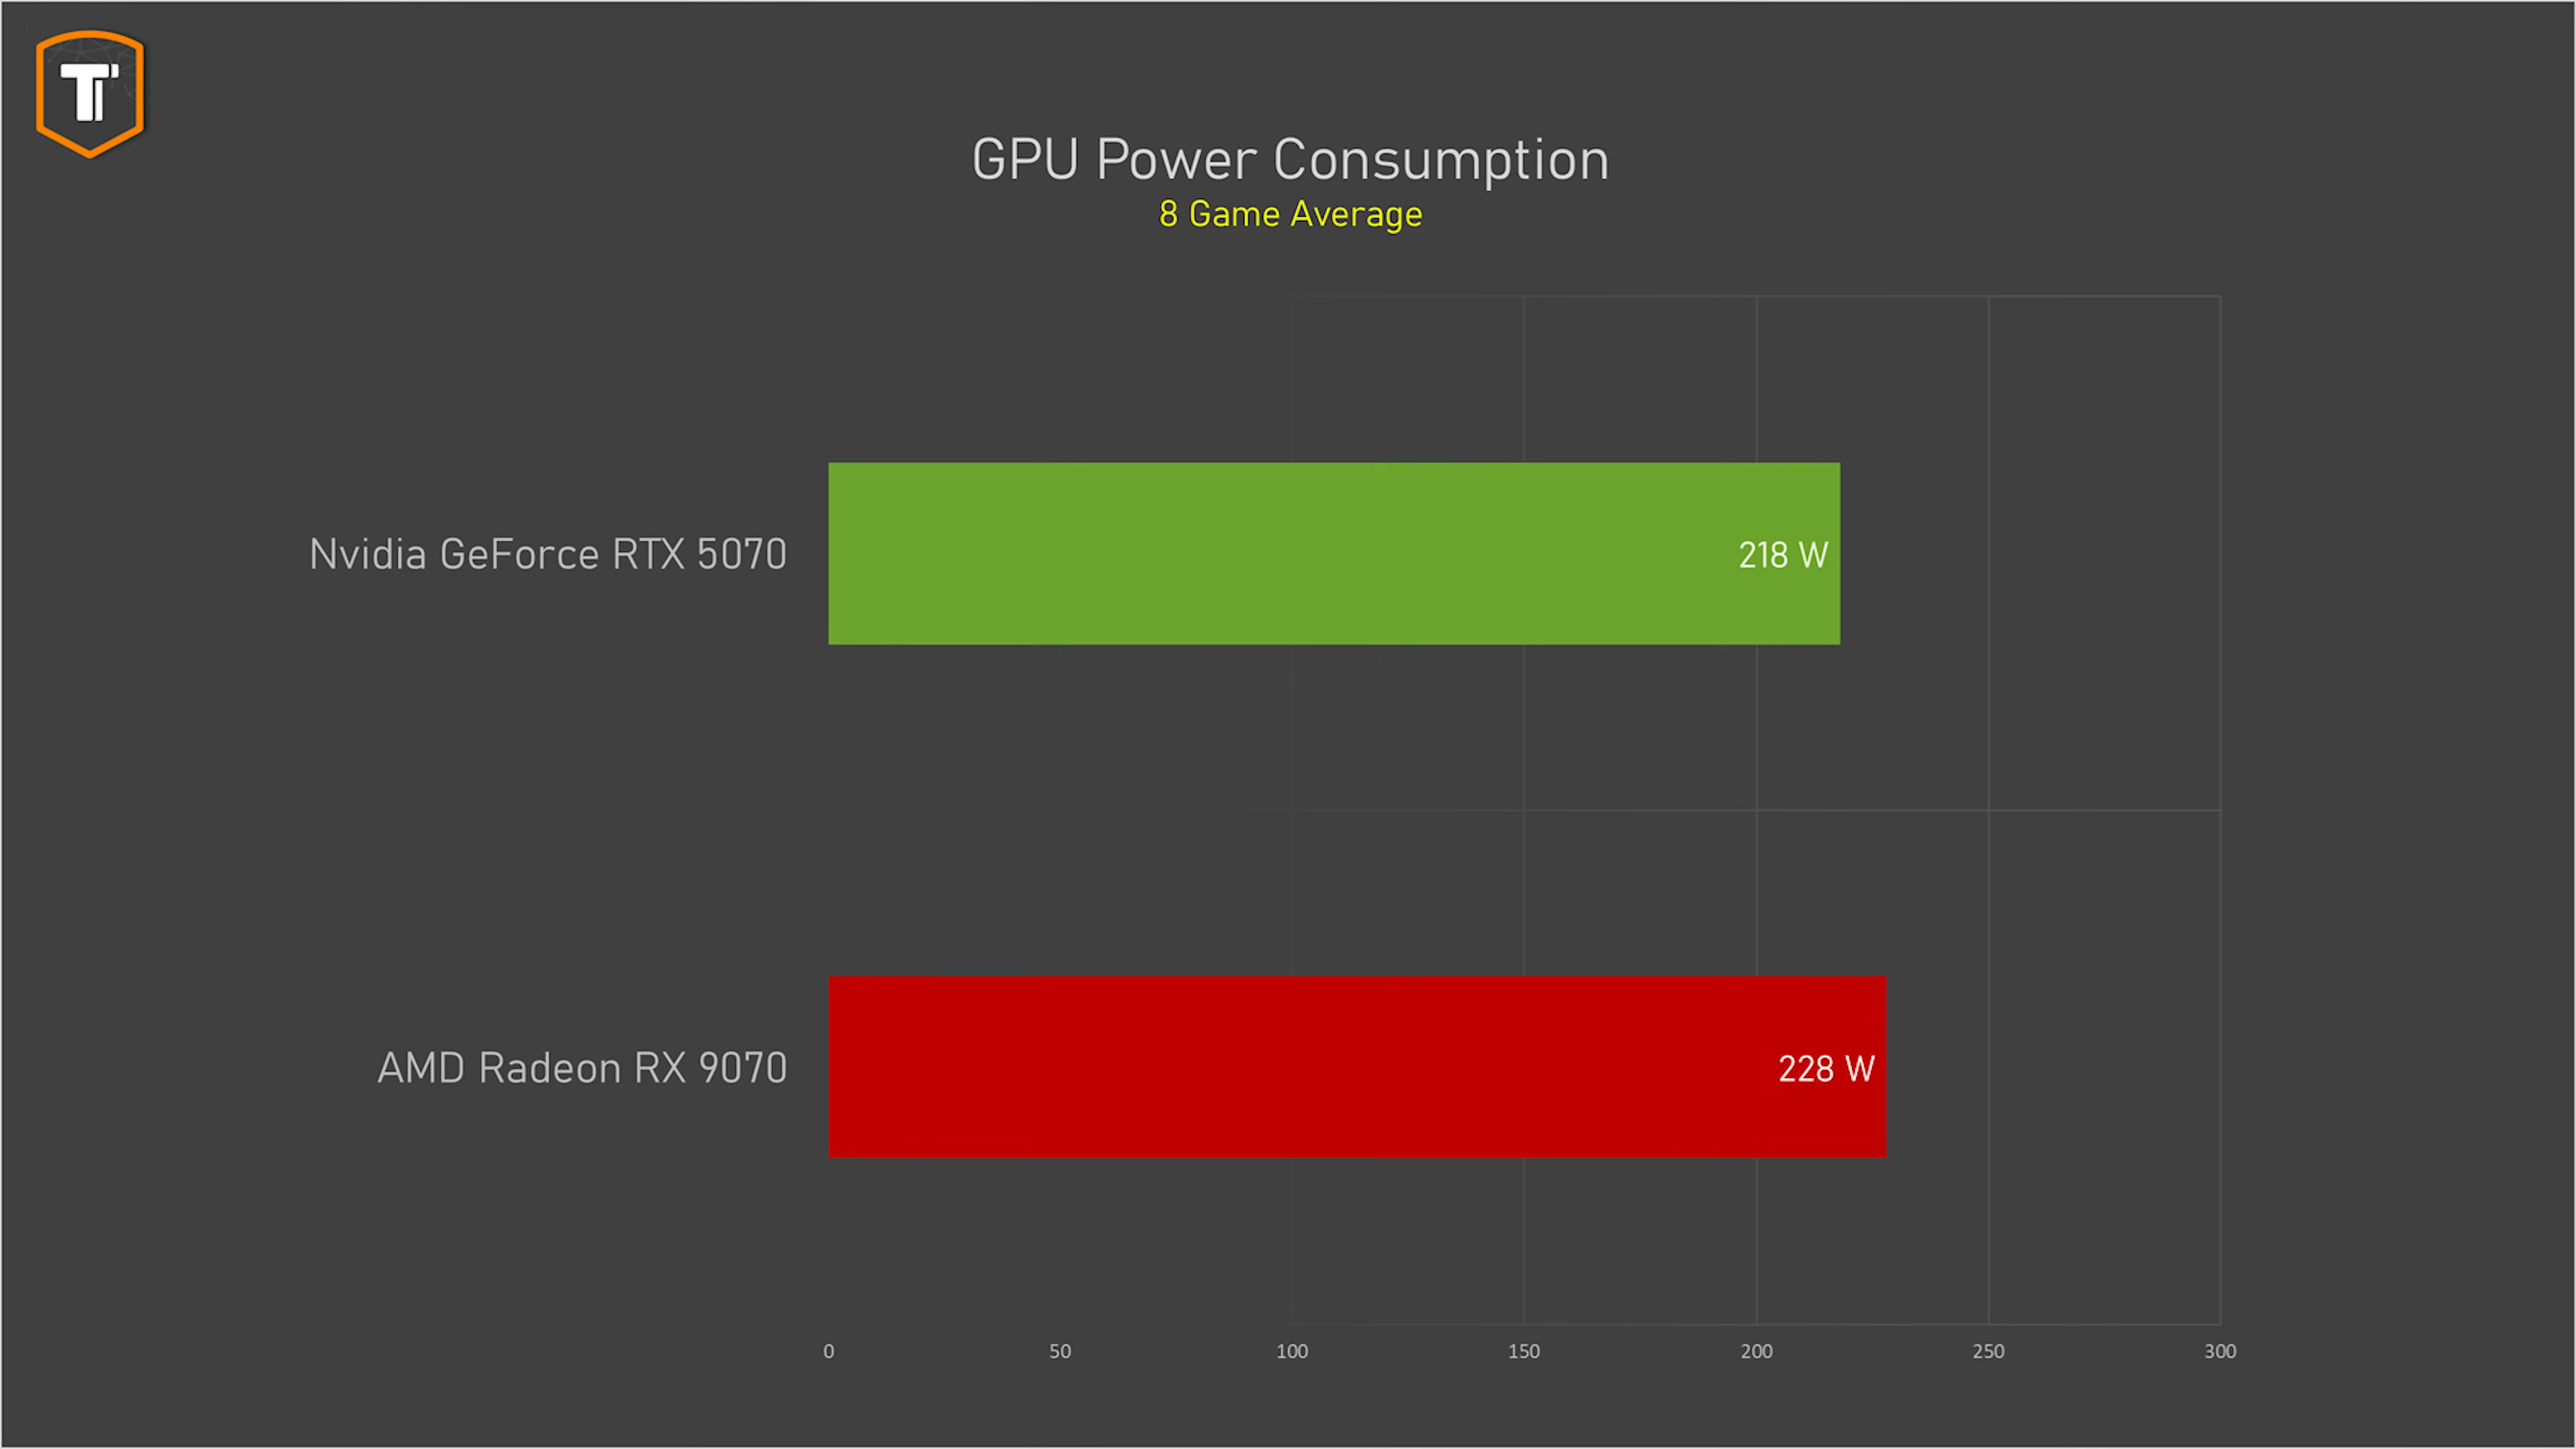 T
GPU Power Consumption
8 Game Average
Nvidia GeForce RTX 5070
218 W
AMD Radeon RX 9070
228 W
0 50 100 150 200 250 300